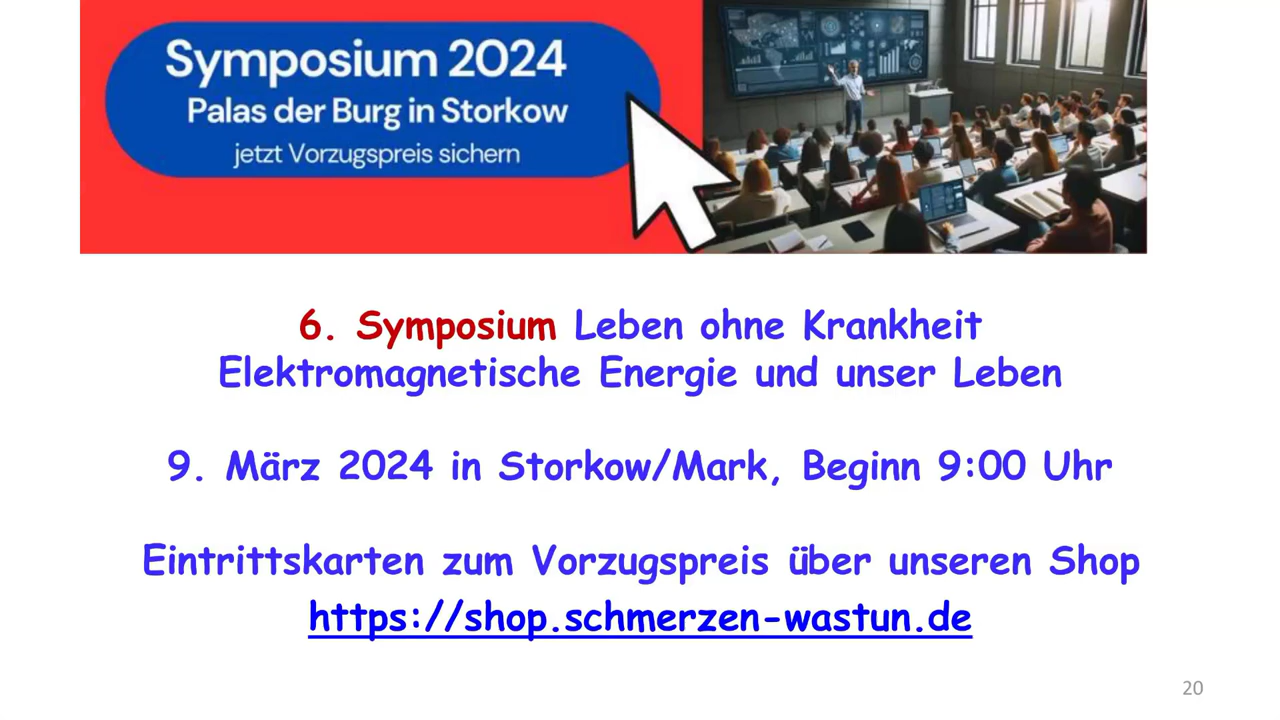 Symposium 2024
Palas der Burg in Storkow
jetzt Vorzugspreis sichern
6. Symposium Leben ohne Krankheit
Elektromagnetische Energie und unser Leben
9. März 2024 in Storkow/Mark, Beginn 9:00 Uhr
Eintrittskarten zum Vorzugspreis über unseren Shop
https://shop.schmerzen-wastun.de
20